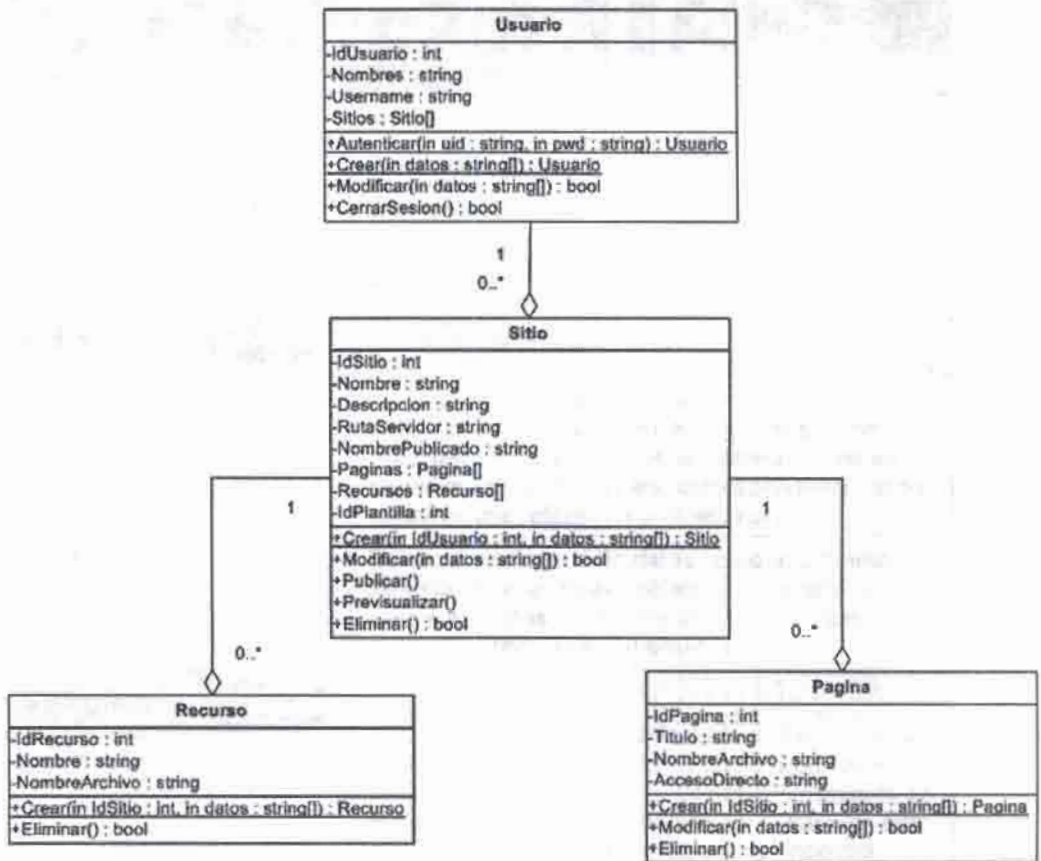 Usuario
-IdUsuario : int
-Nombres : string
-Username : string
-Sitios : Sitio[]
+Autenticar(in uid : string, in pwd : string) : Usuario
+Crear(in datos : string[]) : Usuario
+Modificar(in datos : string[]) : bool
+CerrarSesion() : bool
1
0..*
Sitio
-IdSitio : int
-Nombre : string
-Descripcion : string
-RutaServidor : string
-NombrePublicado : string
-Paginas : Pagina[]
-Recursos : Recurso[]
-IdPlantilla : int
+Crear(in IdUsuario : int, in datos : string[]) : Sitio
+Modificar(in datos : string[]) : bool
+Publicar()
+Previsualizar()
+Eliminar() : bool
1
0..*
1
0..*
Recurso
-IdRecurso : int
-Nombre : string
-NombreArchivo : string
+Crear(in IdSitio : int, in datos : string[]) : Recurso
+Eliminar() : bool
Pagina
-IdPagina : int
-Titulo : string
-NombreArchivo : string
-AccesoDirecto : string
+Crear(in IdSitio : int, in datos : string[]) : Pagina
+Modificar(in datos : string[]) : bool
+Eliminar() : bool